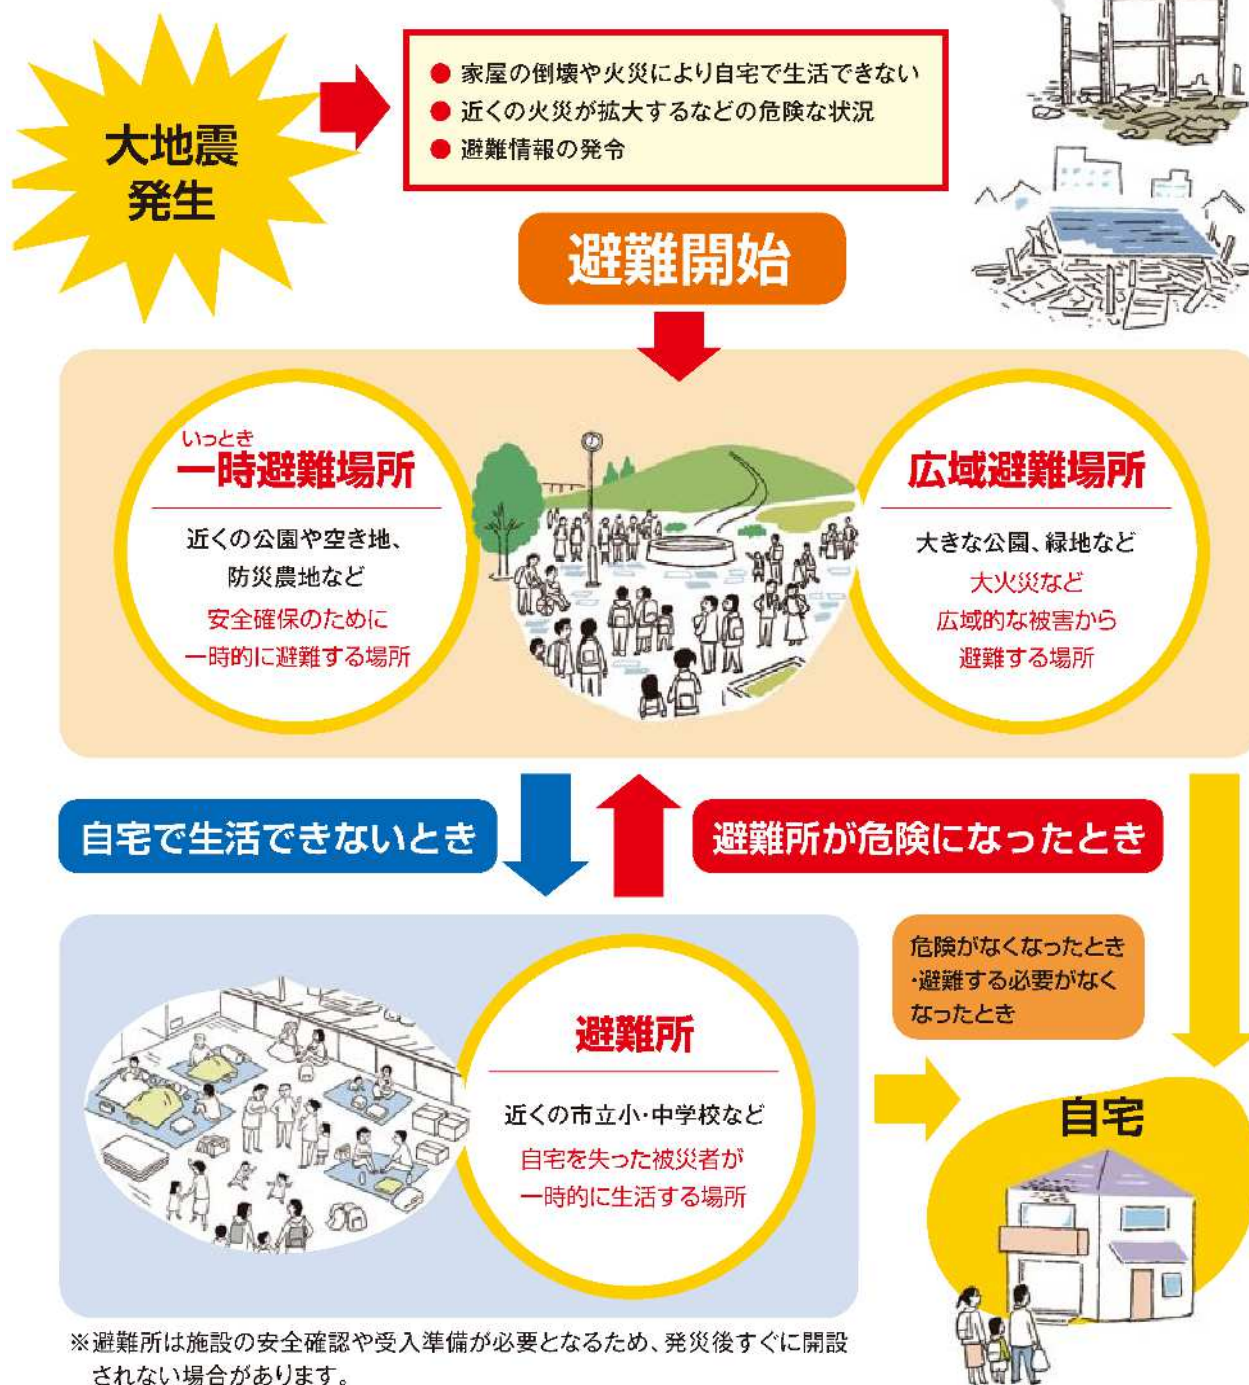 大地震
発生
● 家屋の倒壊や火災により自宅で生活できない
● 近くの火災が拡大するなどの危険な状況
● 避難情報の発令
避難開始
いっとき
一時避難場所
近くの公園や空き地、
防災農地など
安全確保のために
一時的に避難する場所
広域避難場所
大きな公園、緑地など
大火災など
広域的な被害から
避難する場所
自宅で生活できないとき
避難所が危険になったとき
避難所
近くの市立小・中学校など
自宅を失った被災者が
一時的に生活する場所
危険がなくなったとき
・避難する必要がなく
なったとき
自宅
※避難所は施設の安全確認や受入準備が必要となるため、発災後すぐに開設
されない場合があります。